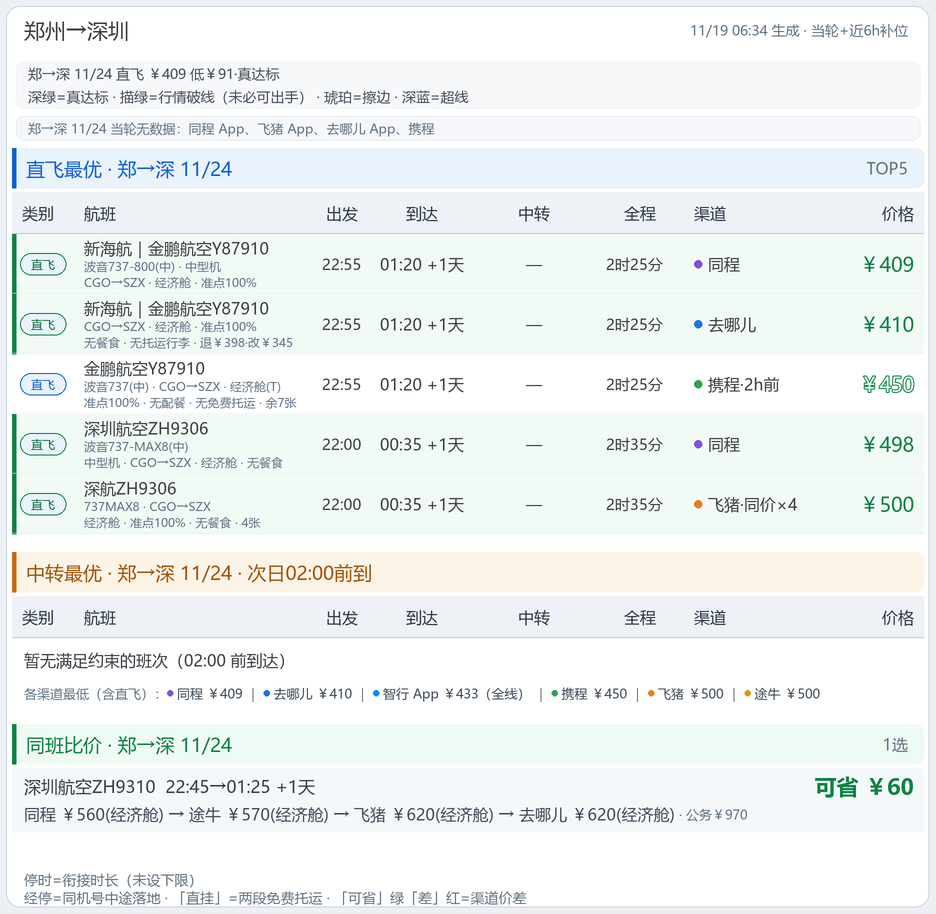 郑州→深圳
11/19 06:34 生成 · 当轮+近6h补位
郑→深 11/24 直飞 ￥409 低￥91·真达标
深绿=真达标 · 描绿=行情破线（未必可出手） · 琥珀=擦边 · 深蓝=超线
郑→深 11/24 当轮无数据：同程 App、飞猪 App、去哪儿 App、携程
直飞最优 · 郑→深 11/24
TOP5
类别 航班 出发 到达 中转 全程 渠道 价格
新海航｜金鹏航空Y87910
直飞 波音737-800(中) · 中型机 22:55 01:20 +1天 — 2时25分 同程 ￥409
CGO→SZX · 经济舱 · 准点100%
新海航｜金鹏航空Y87910
直飞 CGO→SZX · 经济舱 · 准点100% 22:55 01:20 +1天 — 2时25分 去哪儿 ￥410
无餐食 · 无托运行李 · 退￥398·改￥345
金鹏航空Y87910
直飞 波音737(中) · CGO→SZX · 经济舱(T) 22:55 01:20 +1天 — 2时25分 携程·2h前 ￥450
准点100% · 无配餐 · 无免费托运 · 余7张
深圳航空ZH9306
直飞 波音737-MAX8(中) 22:00 00:35 +1天 — 2时35分 同程 ￥498
中型机 · CGO→SZX · 经济舱 · 无餐食
深航ZH9306
直飞 737MAX8 · CGO→SZX 22:00 00:35 +1天 — 2时35分 飞猪·同价×4 ￥500
经济舱 · 准点100% · 无餐食 · 4张
中转最优 · 郑→深 11/24 · 次日02:00前到
类别 航班 出发 到达 中转 全程 渠道 价格
暂无满足约束的班次（02:00 前到达）
各渠道最低（含直飞）: 同程 ￥409 ｜ 去哪儿 ￥410 ｜ 智行 App ￥433（全线） ｜ 携程 ￥450 ｜ 飞猪 ￥500 ｜ 途牛 ￥500
同班比价 · 郑→深 11/24
1选
深圳航空ZH9310 22:45→01:25 +1天
可省 ￥60
同程 ￥560(经济舱) → 途牛 ￥570(经济舱) → 飞猪 ￥620(经济舱) → 去哪儿 ￥620(经济舱) · 公务￥970
停时=衔接时长（未设下限）
经停=同机号中途落地 · 「直挂」=两段免费托运 · 「可省」绿「差」红=渠道价差